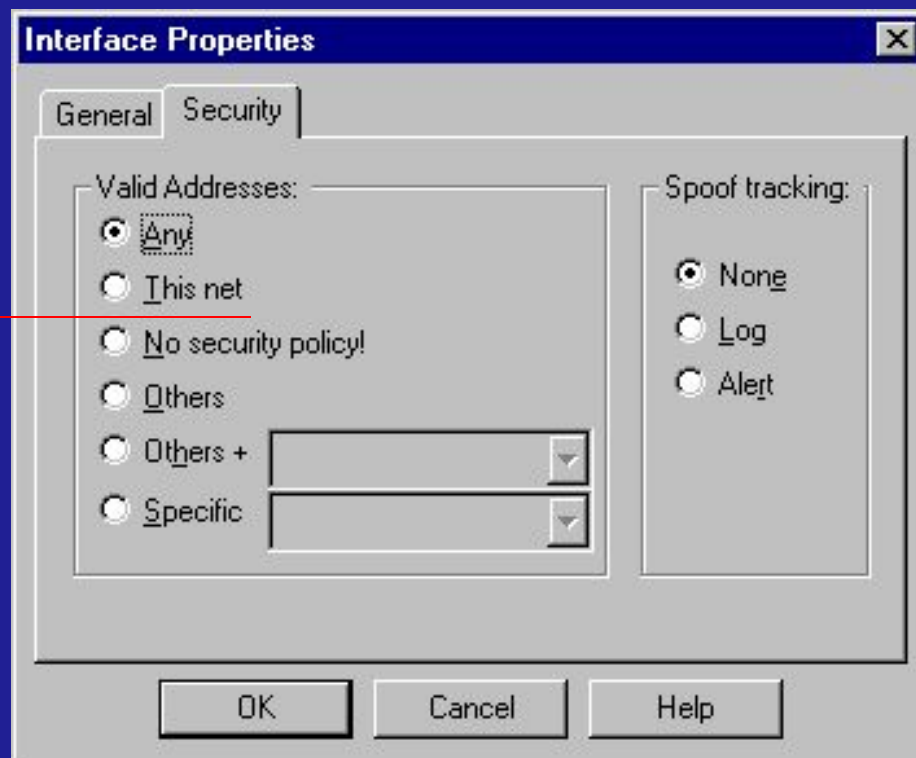 Interface Properties
General Security
Valid Addresses:
Any
This net
No security policy!
Others
Others +
Specific
Spoof tracking:
None
Log
Alert
OK Cancel Help